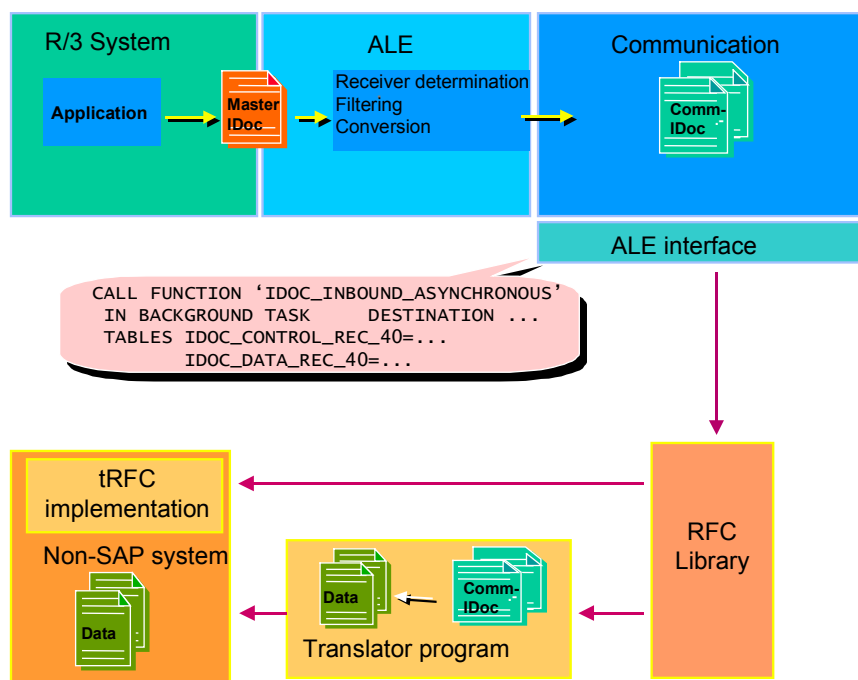 R/3 System
Application
Master
IDoc
ALE
Receiver determination
Filtering
Conversion
Communication
Comm-
IDoc
ALE interface
CALL FUNCTION ‘IDOC_INBOUND_ASYNCHRONOUS’
IN BACKGROUND TASK DESTINATION ...
TABLES IDOC_CONTROL_REC_40=...
IDOC_DATA_REC_40=...
tRFC
implementation
Non-SAP system
Data
Data
Comm-
IDoc
Translator program
RFC
Library